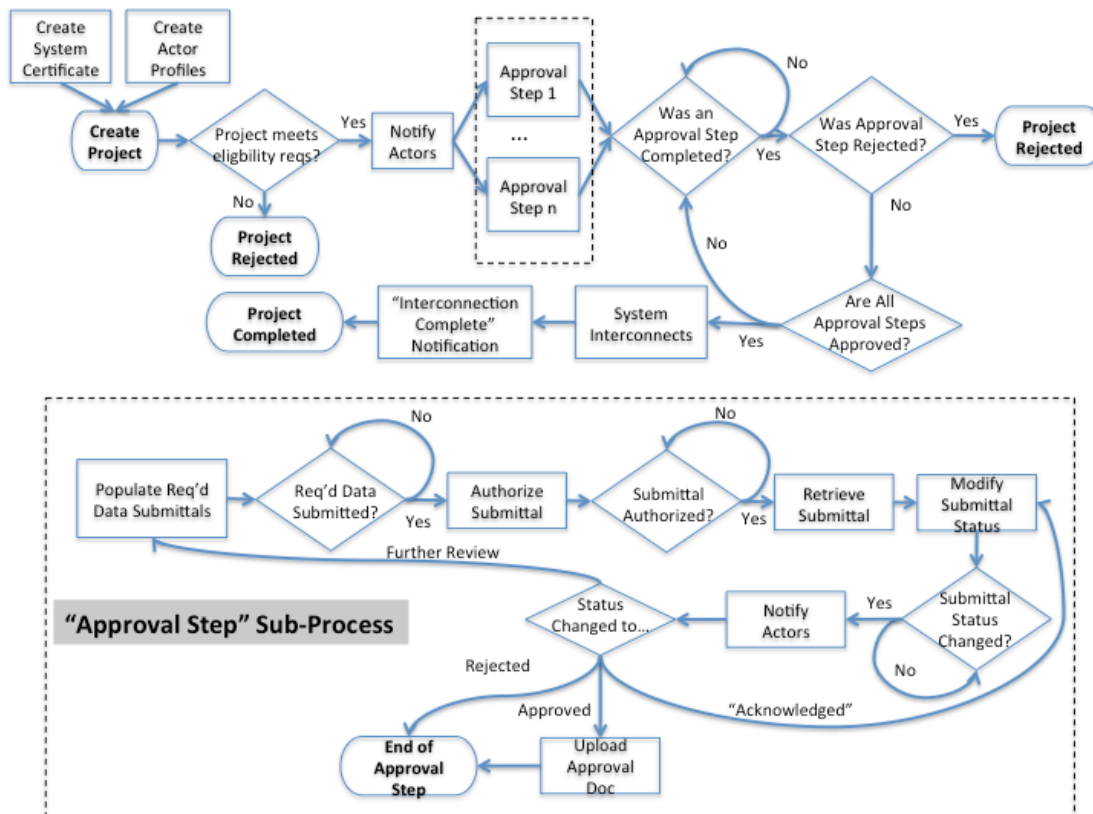 Create
System
Certificate
Create
Actor
Profiles
Create
Project
Project meets
eligbility reqs?
Yes
No
Project
Rejected
Notify
Actors
Approval
Step 1
...
Approval
Step n
Was an
Approval Step
Completed?
No
Yes
Was Approval
Step Rejected?
Yes
Project
Rejected
No
No
Are All
Approval Steps
Approved?
Yes
System
Interconnects
“Interconnection
Complete”
Notification
Project
Completed
Populate Req’d
Data Submittals
Req’d Data
Submitted?
No
Yes
Authorize
Submittal
Submittal
Authorized?
No
Yes
Retrieve
Submittal
Modify
Submittal
Status
Further Review
Submittal
Status
Changed?
Yes
No
Notify
Actors
Status
Changed to...
“Approval Step” Sub-Process
Rejected
Approved
“Acknowledged”
End of
Approval
Step
Upload
Approval
Doc